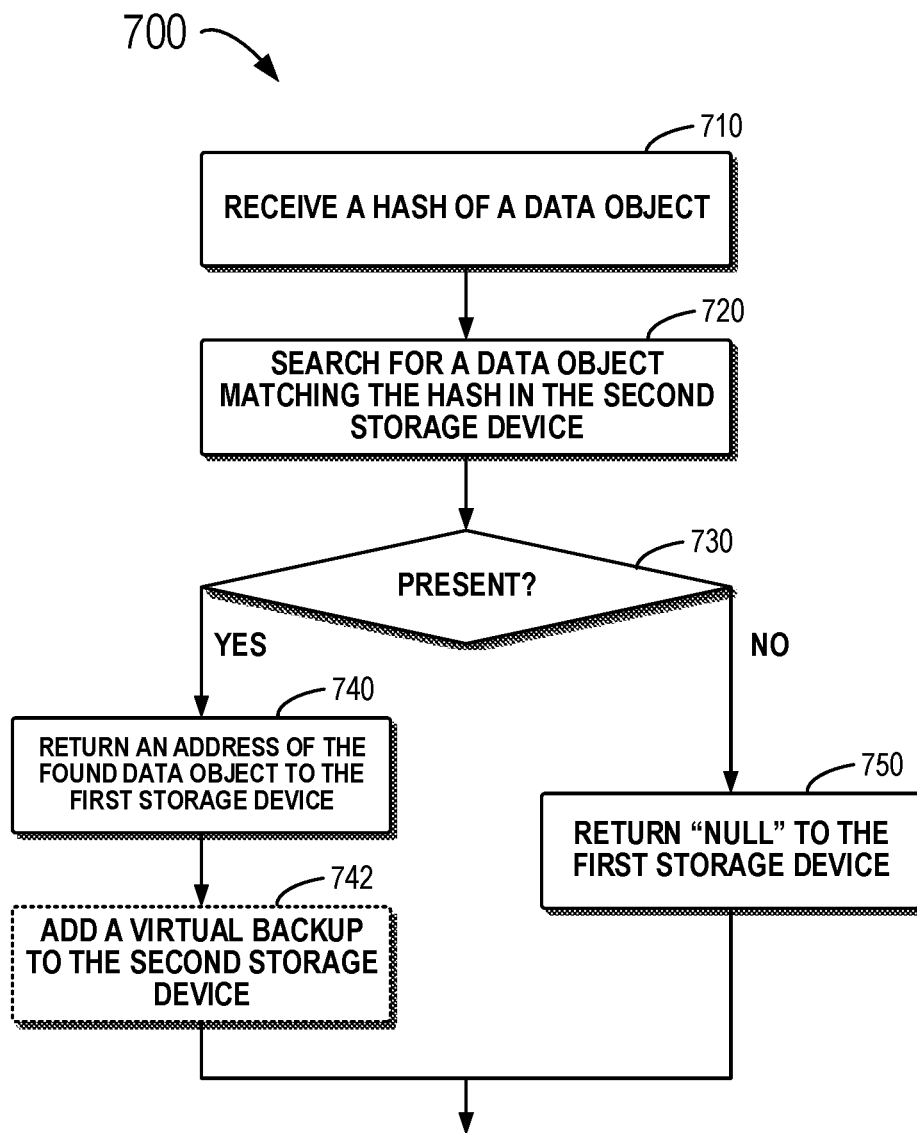 700
710
RECEIVE A HASH OF A DATA OBJECT
720
SEARCH FOR A DATA OBJECT
MATCHING THE HASH IN THE SECOND
STORAGE DEVICE
730
PRESENT?
YES
NO
740
RETURN AN ADDRESS OF THE
FOUND DATA OBJECT TO THE
FIRST STORAGE DEVICE
750
RETURN “NULL” TO THE
FIRST STORAGE DEVICE
742
ADD A VIRTUAL BACKUP
TO THE SECOND STORAGE
DEVICE